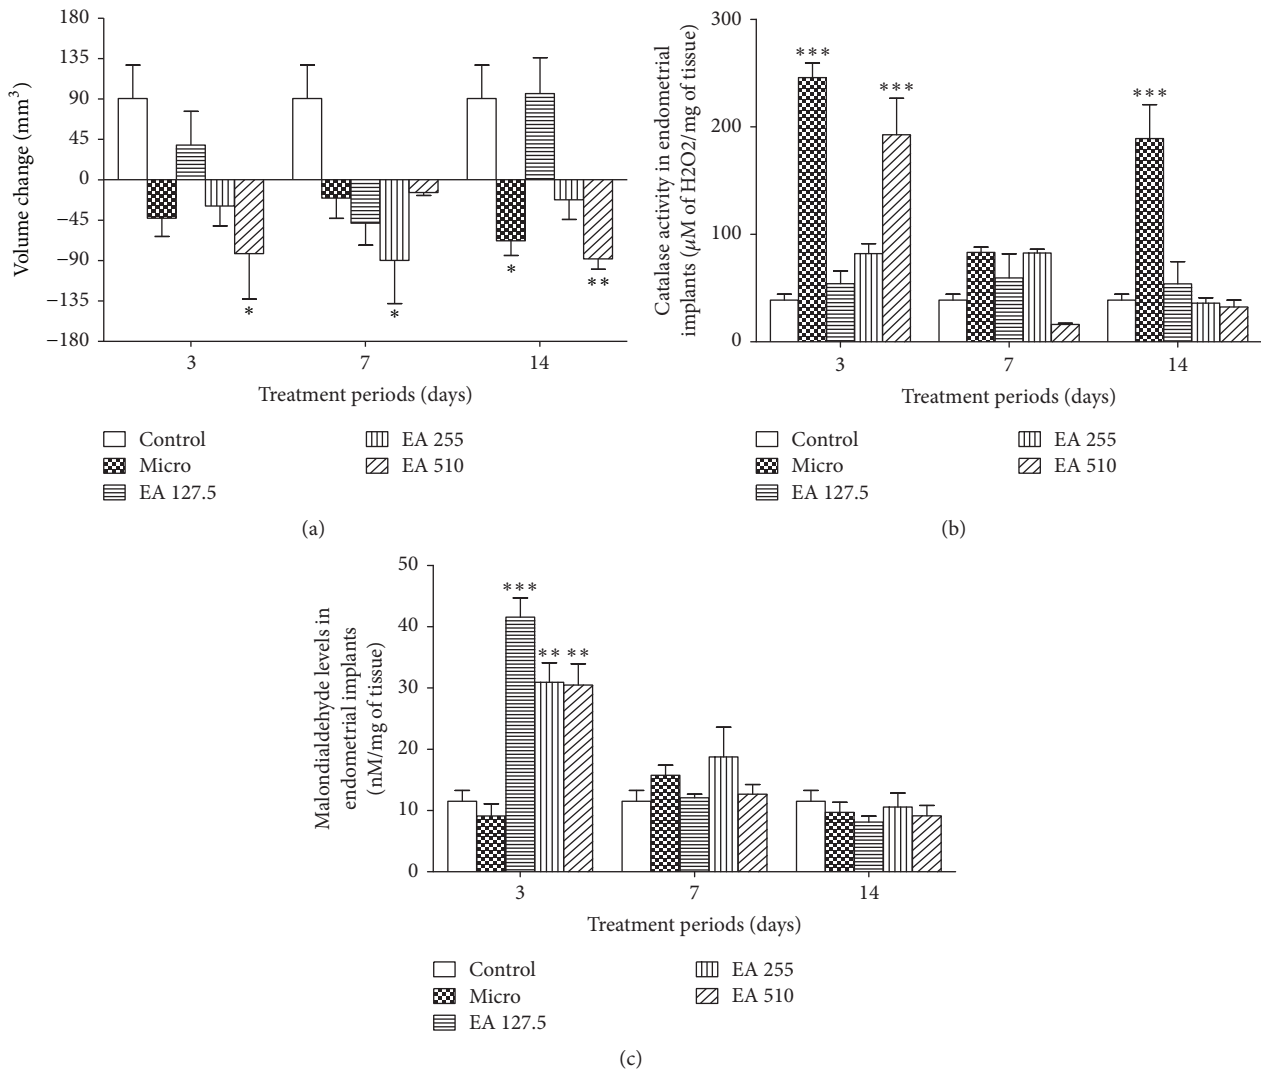 180
135
90
45
0
−45
−90
−135
−180
Volume change (mm³)
*
*
*
**
3 7 14
Treatment periods (days)
Control
Micro
EA 127.5
EA 255
EA 510
(a)
300
200
100
0
Catalase activity in endometrial
implants (μM of H2O2/mg of tissue)
***
***
***
3 7 14
Treatment periods (days)
Control
Micro
EA 127.5
EA 255
EA 510
(b)
50
40
30
20
10
0
Malondialdehyde levels in
endometrial implants
(nM/mg of tissue)
***
** **
3 7 14
Treatment periods (days)
Control
Micro
EA 127.5
EA 255
EA 510
(c)